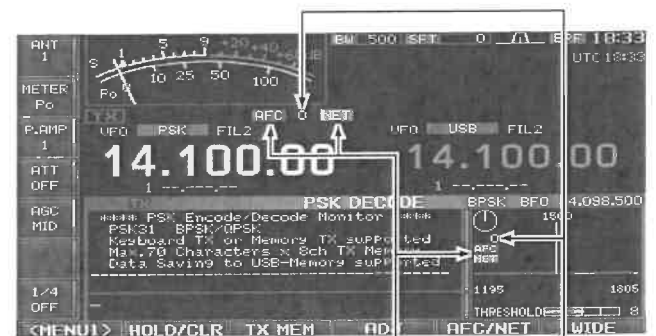 ANT
1
METER
Po
P.AMP
1
ATT
OFF
AGC
MID
1/4
OFF
S 1 5 9 +20 +40 +60dB
Po 10 25 50 100
BW 500 SFT 0 18:33
UTC 18:33
TX
AFC 0 NET
VFO PSK FIL2
14.100.00
1 --.---.--
VFO USB FIL2
14.100.00
1 --.---.--
PSK DECODE
BPSK BFO 14.098.500
**** PSK Encode/Decode Monitor ****
PSK31 BPSK/QPSK
Keyboard TX or Memory TX supported
Max.70 Characters x 8ch TX Mem
Data Saving to USB-Memory supported
1500
0
AFC
NET
1195 1805
THRESHOLD 8
<MENU1> HOLD/CLR TX MEM ADJ AFC/NET WIDE